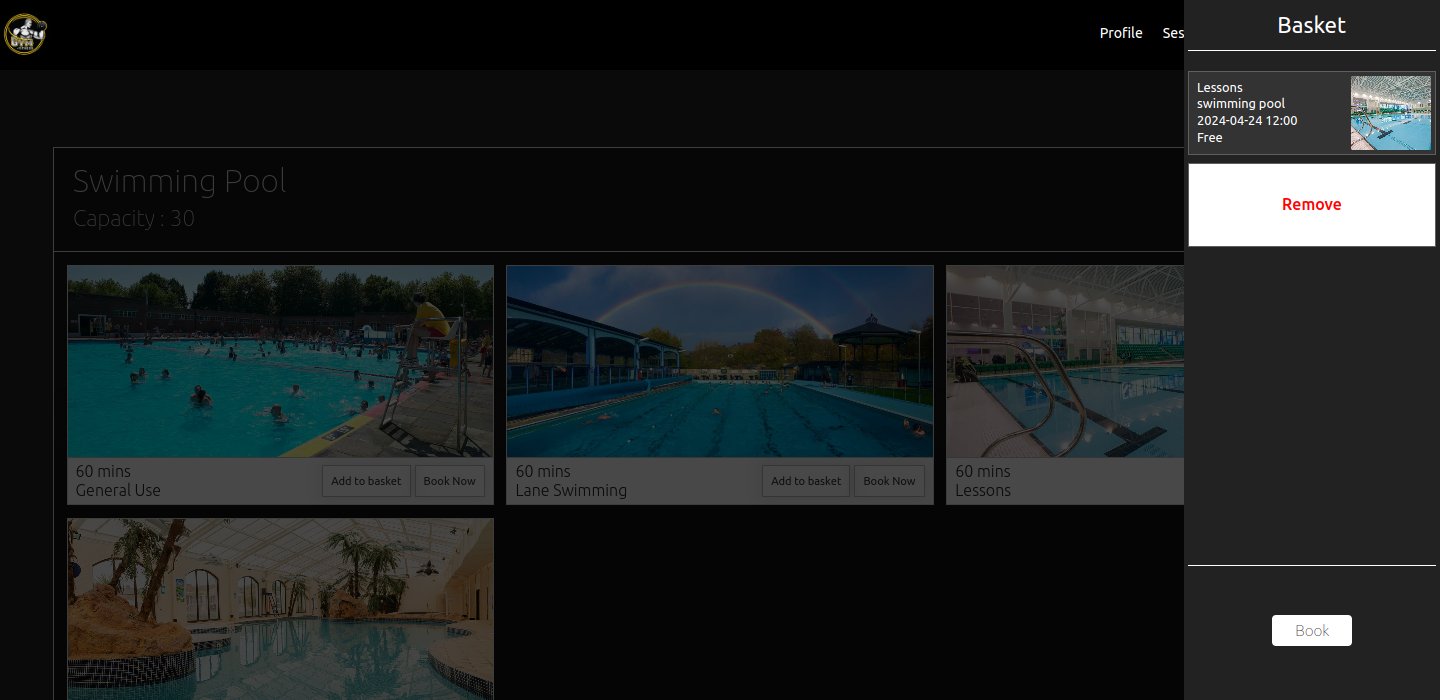 GYM
Profile
Ses
Basket
Lessons
swimming pool
2024-04-24 12:00
Free
Remove
Swimming Pool
Capacity : 30
60 mins
General Use
Add to basket
Book Now
60 mins
Lane Swimming
Add to basket
Book Now
60 mins
Lessons
Book